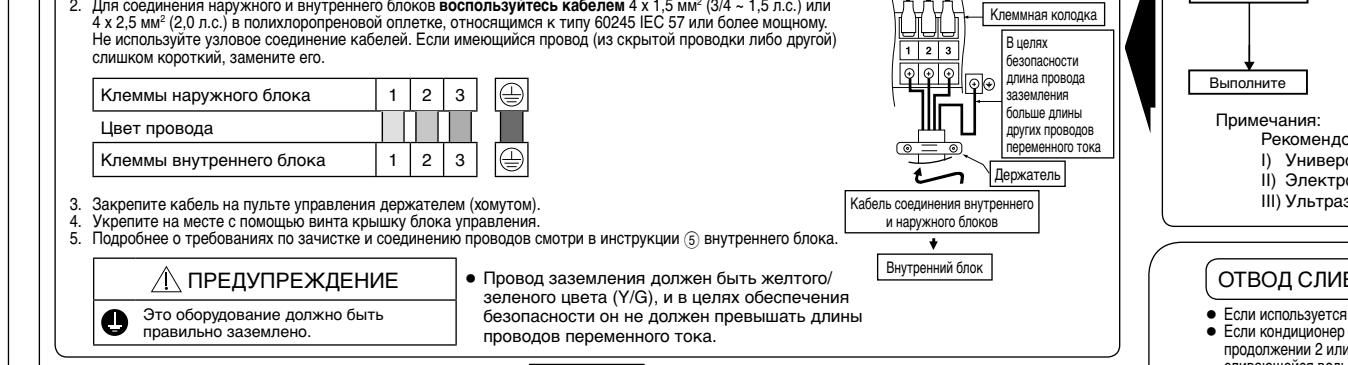 2. Для соединения наружного и внутреннего блоков воспользуйтесь кабелем 4 x 1,5 мм² (3/4 ~ 1,5 л.с.) или
4 x 2,5 мм² (2,0 л.с.) в полихлоропреновой оплетке, относящимся к типу 60245 IEC 57 или более мощному.
Не используйте узловое соединение кабелей. Если имеющийся провод (из скрытой проводки либо другой)
слишком короткий, замените его.
Клеммы наружного блока 1 2 3
Цвет провода
Клеммы внутреннего блока 1 2 3
3. Закрепите кабель на пульте управления держателем (хомутом).
4. Укрепите на месте с помощью винта крышку блока управления.
5. Подробнее о требованиях по зачистке и соединению проводов смотри в инструкции ⑤ внутреннего блока.
⚠ ПРЕДУПРЕЖДЕНИЕ
Это оборудование должно быть
правильно заземлено.
● Провод заземления должен быть желтого/
зеленого цвета (Y/G), и в целях обеспечения
безопасности он не должен превышать длины
проводов переменного тока.
Клеммная колодка
1 2 3
В целях
безопасности
длина провода
заземления
больше длины
других проводов
переменного тока
Держатель
Кабель соединения внутреннего
и наружного блоков
Внутренний блок
Выполните
Примечания:
Рекомендо
I) Универс
II) Электро
III) Ультраз
ОТВОД СЛИВ
● Если используется
● Если кондиционер
продолжении 2 или